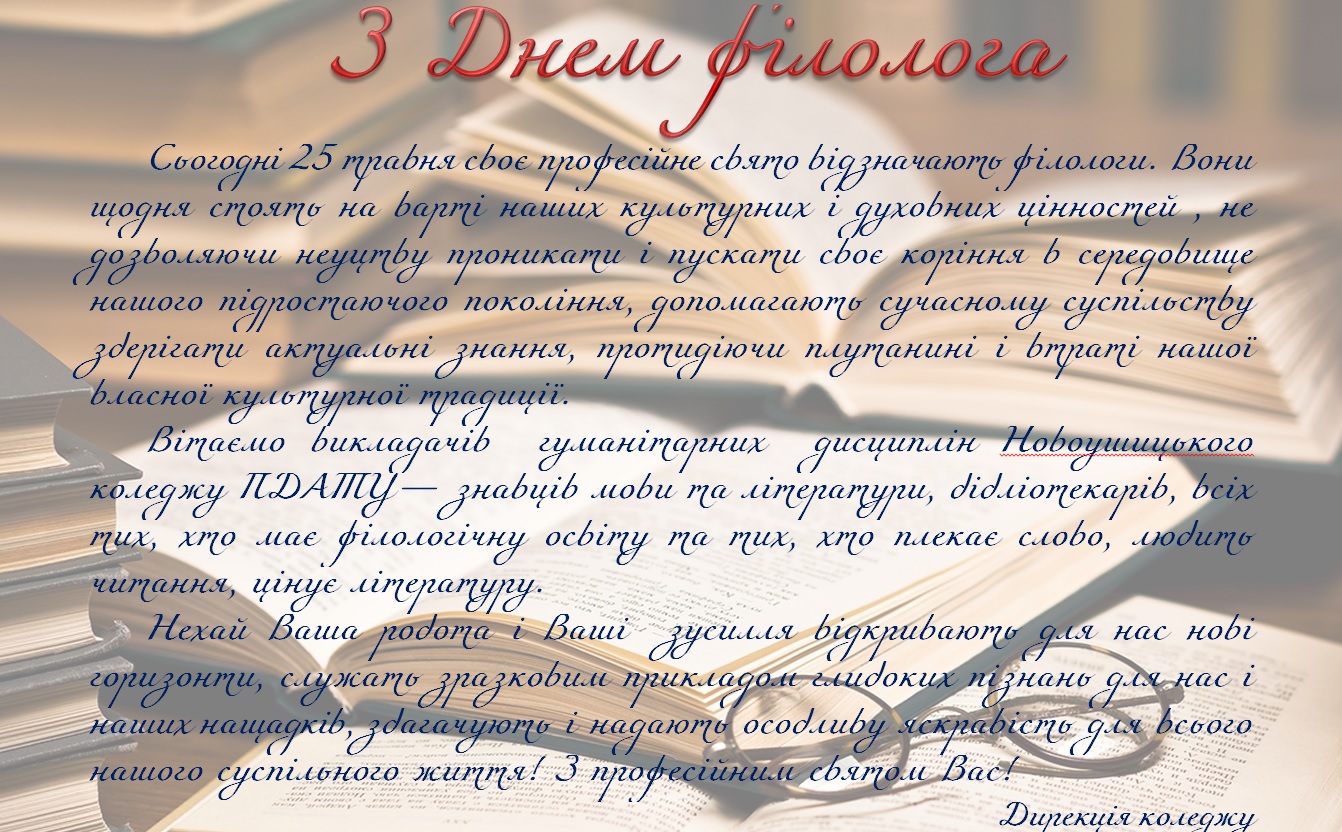 З Днем філолога
Сьогодні 25 травня своє професійне свято відзначають філологи. Вони
щодня стоять на варті наших культурних і духовних цінностей , не
дозволяючи неуцтву проникати і пускати своє коріння в середовище
нашого підростаючого покоління, допомагають сучасному суспільству
зберігати актуальні знання, протидіючи плутанині і втраті нашої
власної культурної традиції.
Вітаємо викладачів гуманітарних дисциплін Новоушицького
коледжу ПДАТУ— знавців мови та літератури, бібліотекарів, всіх
тих, хто має філологічну освіту та тих, хто плекає слово, любить
читання, цінує літературу.
Нехай Ваша робота і Ваші зусилля відкривають для нас нові
горизонти, служать зразковим прикладом глибоких пізнань для нас і
наших нащадків, збагачують і надають особливу яскравість для всього
нашого суспільного життя! З професійним святом Вас!
Дирекція коледжу